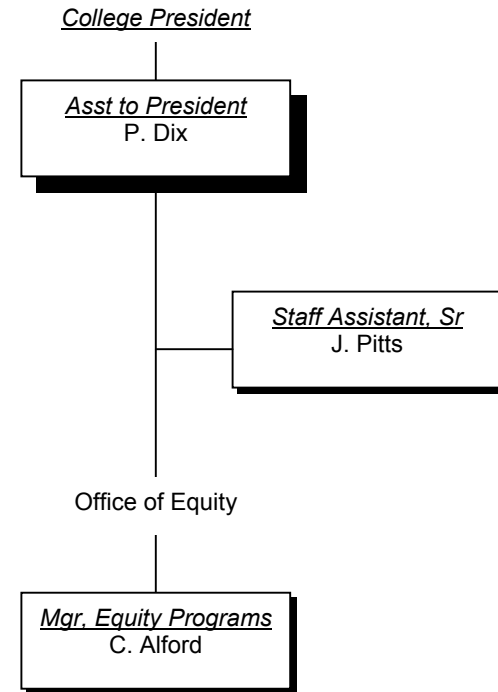 College President
Asst to President
P. Dix
Staff Assistant, Sr
J. Pitts
Office of Equity
Mgr, Equity Programs
C. Alford